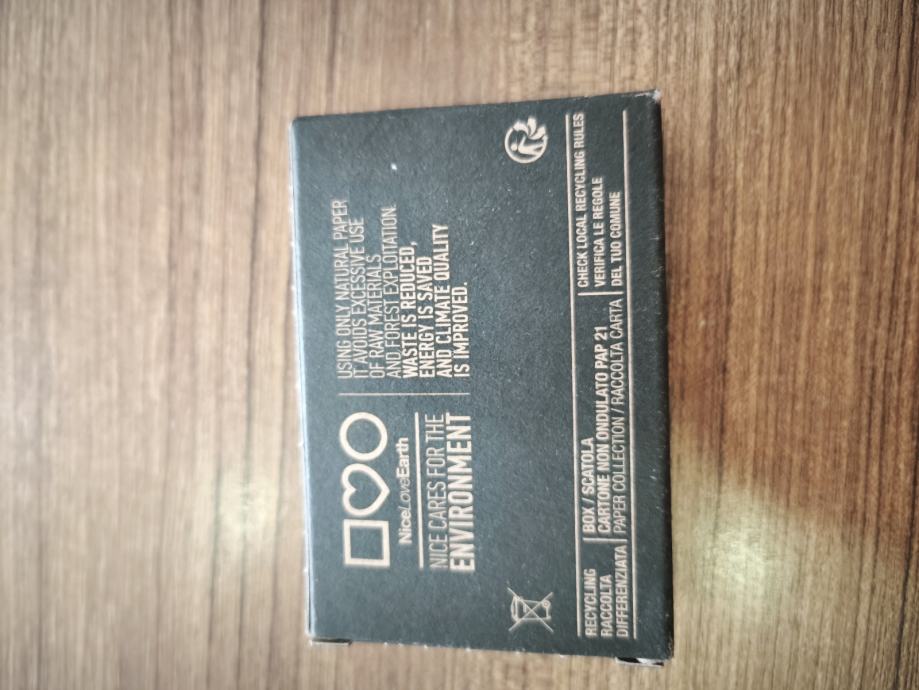 NiceLoveEarth
NICE CARES FOR THE
ENVIRONMENT
USING ONLY NATURAL PAPER
IT AVOIDS EXCESSIVE USE
OF RAW MATERIALS
AND FOREST EXPLOITATION.
WASTE IS REDUCED,
ENERGY IS SAVED
AND CLIMATE QUALITY
IS IMPROVED.
RECYCLING
RACCOLTA
DIFFERENZIATA
BOX / SCATOLA
CARTONE NON ONDULATO PAP 21
PAPER COLLECTION / RACCOLTA CARTA
CHECK LOCAL RECYCLING RULES
VERIFICA LE REGOLE
DEL TUO COMUNE